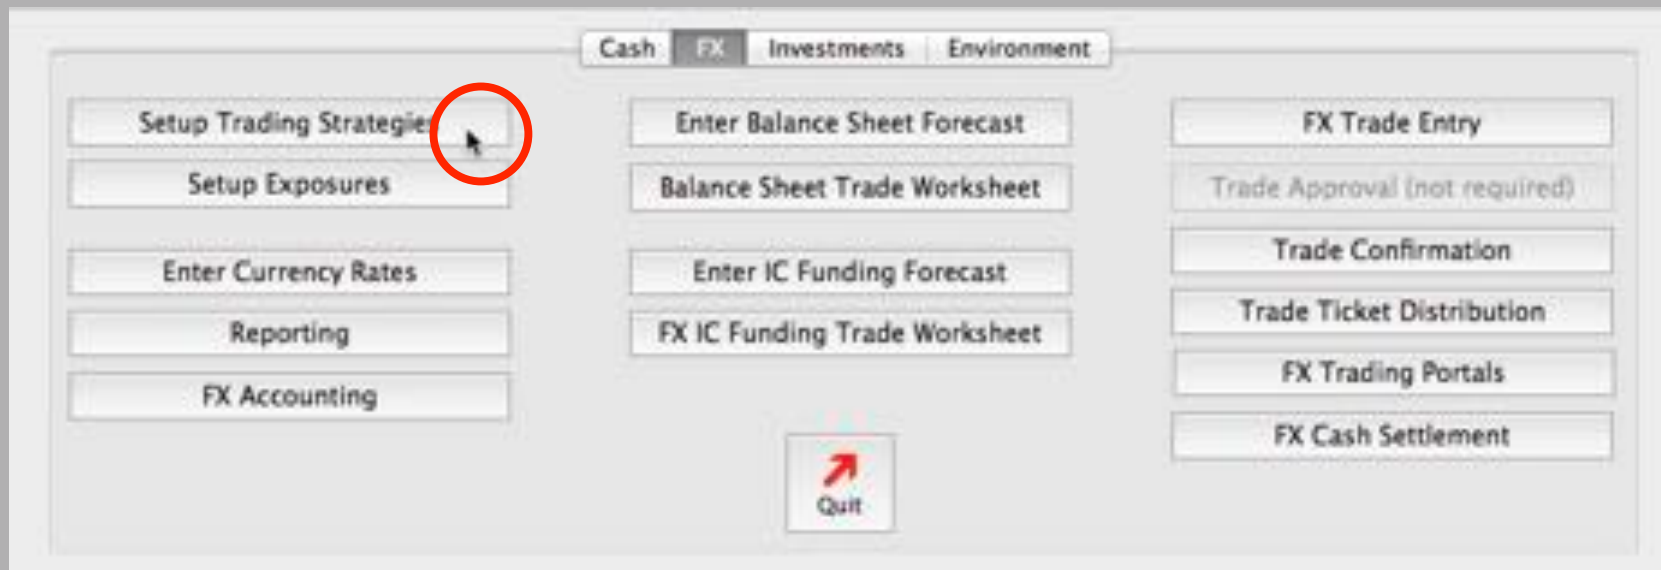 Cash FX Investments Environment
Setup Trading Strategies
Setup Exposures
Enter Currency Rates
Reporting
FX Accounting
Enter Balance Sheet Forecast
Balance Sheet Trade Worksheet
Enter IC Funding Forecast
FX IC Funding Trade Worksheet
Quit
FX Trade Entry
Trade Approval (not required)
Trade Confirmation
Trade Ticket Distribution
FX Trading Portals
FX Cash Settlement